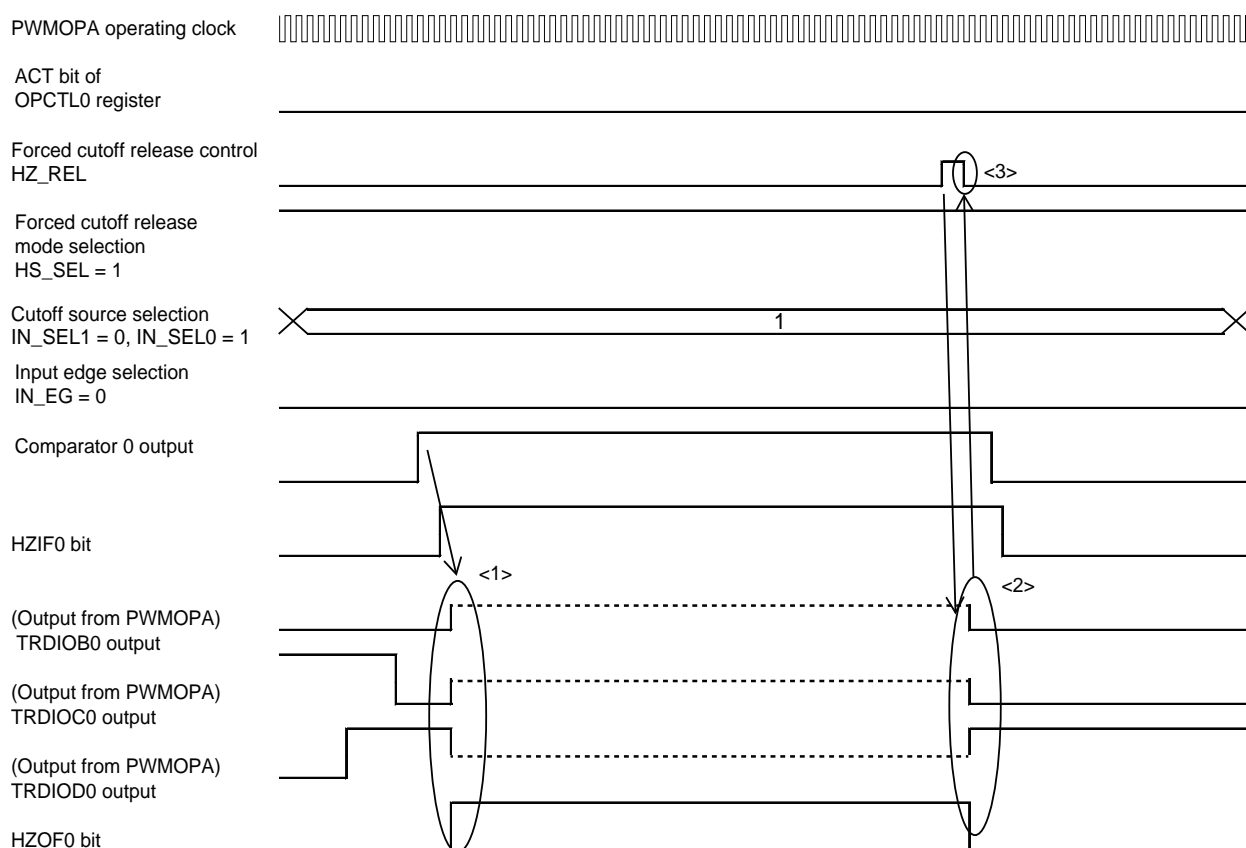 PWMOPA operating clock
ACT bit of
OPCTL0 register
Forced cutoff release control
HZ_REL
<3>
Forced cutoff release
mode selection
HS_SEL = 1
Cutoff source selection
IN_SEL1 = 0, IN_SEL0 = 1
1
Input edge selection
IN_EG = 0
Comparator 0 output
HZIF0 bit
<1>
<2>
(Output from PWMOPA)
TRDIOB0 output
(Output from PWMOPA)
TRDIOC0 output
(Output from PWMOPA)
TRDIOD0 output
HZOF0 bit